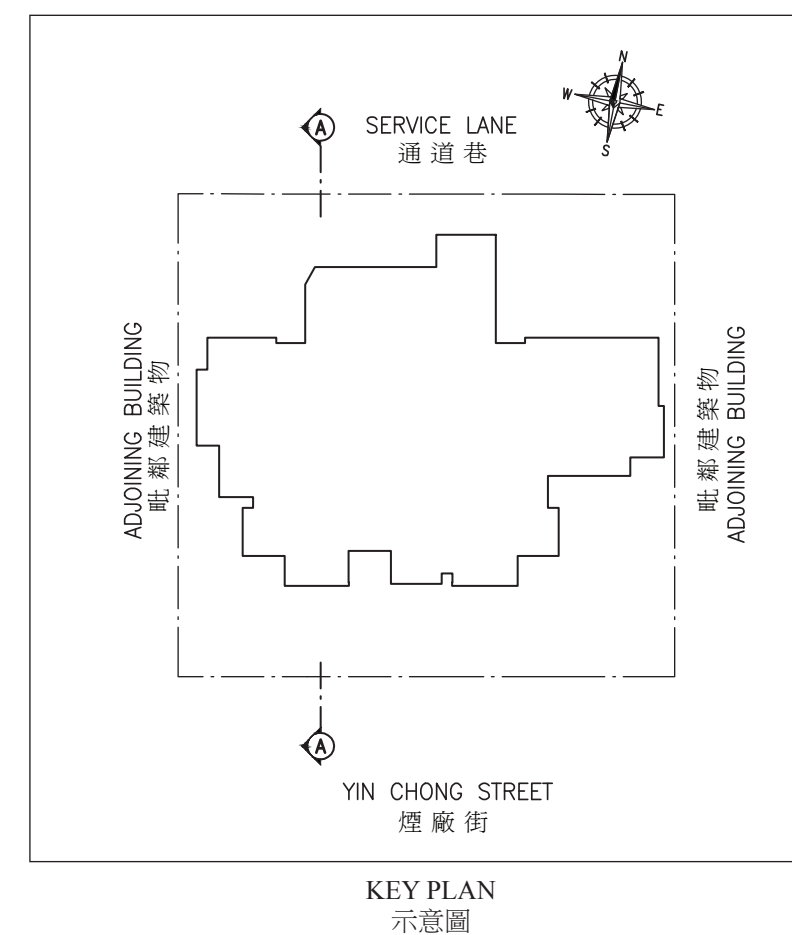 N
W
E
S
A
SERVICE LANE
通道巷
ADJOINING BUILDING
毗鄰建築物
毗鄰建築物
ADJOINING BUILDING
A
YIN CHONG STREET
煙廠街
KEY PLAN
示意圖